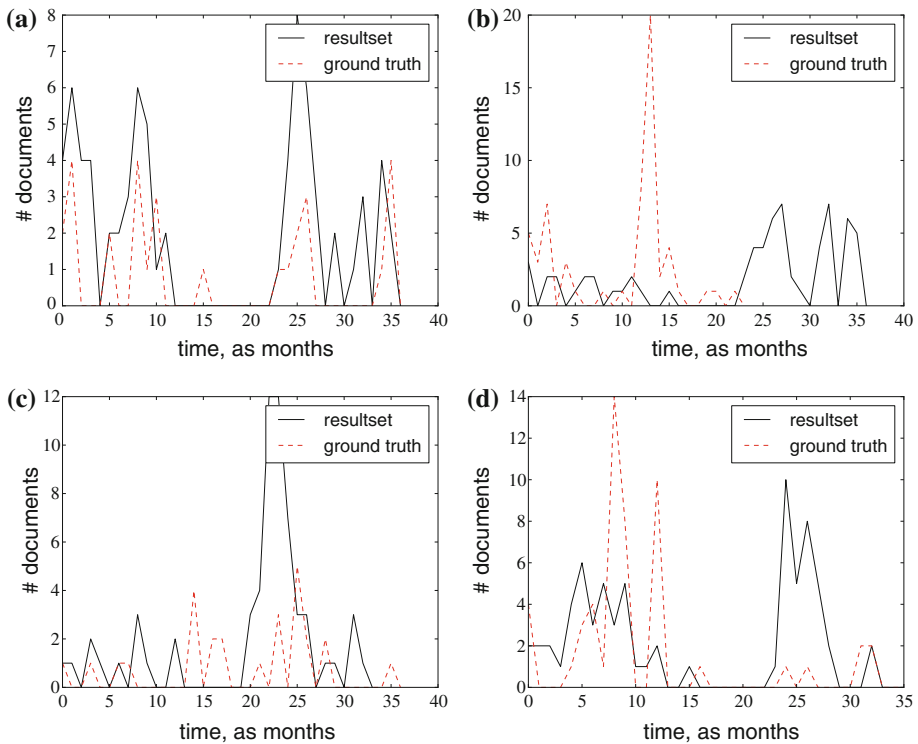 (a)
# documents
8
7
6
5
4
3
2
1
0
resultset
ground truth
0 5 10 15 20 25 30 35 40
time, as months
(b)
# documents
20
15
10
5
0
resultset
ground truth
0 5 10 15 20 25 30 35 40
time, as months
(c)
# documents
12
10
8
6
4
2
0
resultset
ground truth
0 5 10 15 20 25 30 35 40
time, as months
(d)
# documents
14
12
10
8
6
4
2
0
resultset
ground truth
0 5 10 15 20 25 30 35
time, as months